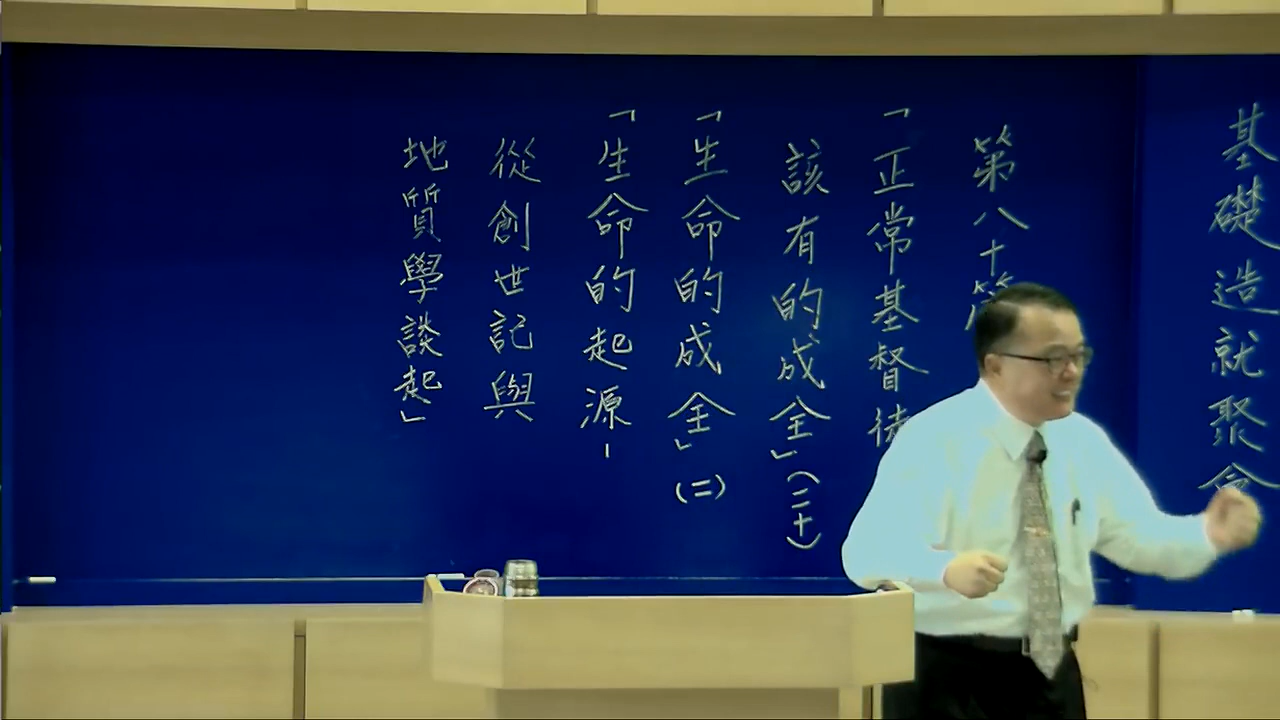 基礎造就聚會
第八十篇
「正常基督徒
該有的成全」(二十)
「生命的成全」(二)
「生命的起源-
從創世記與
地質學談起」